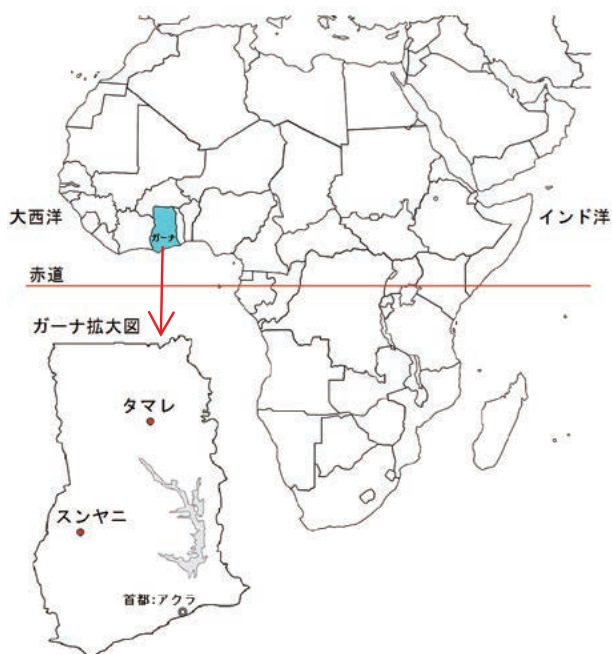 大西洋
インド洋
ガーナ
赤道
ガーナ拡大図
タマレ
スンヤニ
首都:アクラ